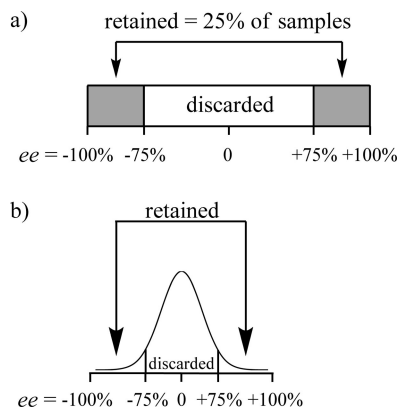 a)
retained = 25% of samples
discarded
ee = -100% -75% 0 +75% +100%
b)
retained
discarded
ee = -100% -75% 0 +75% +100%